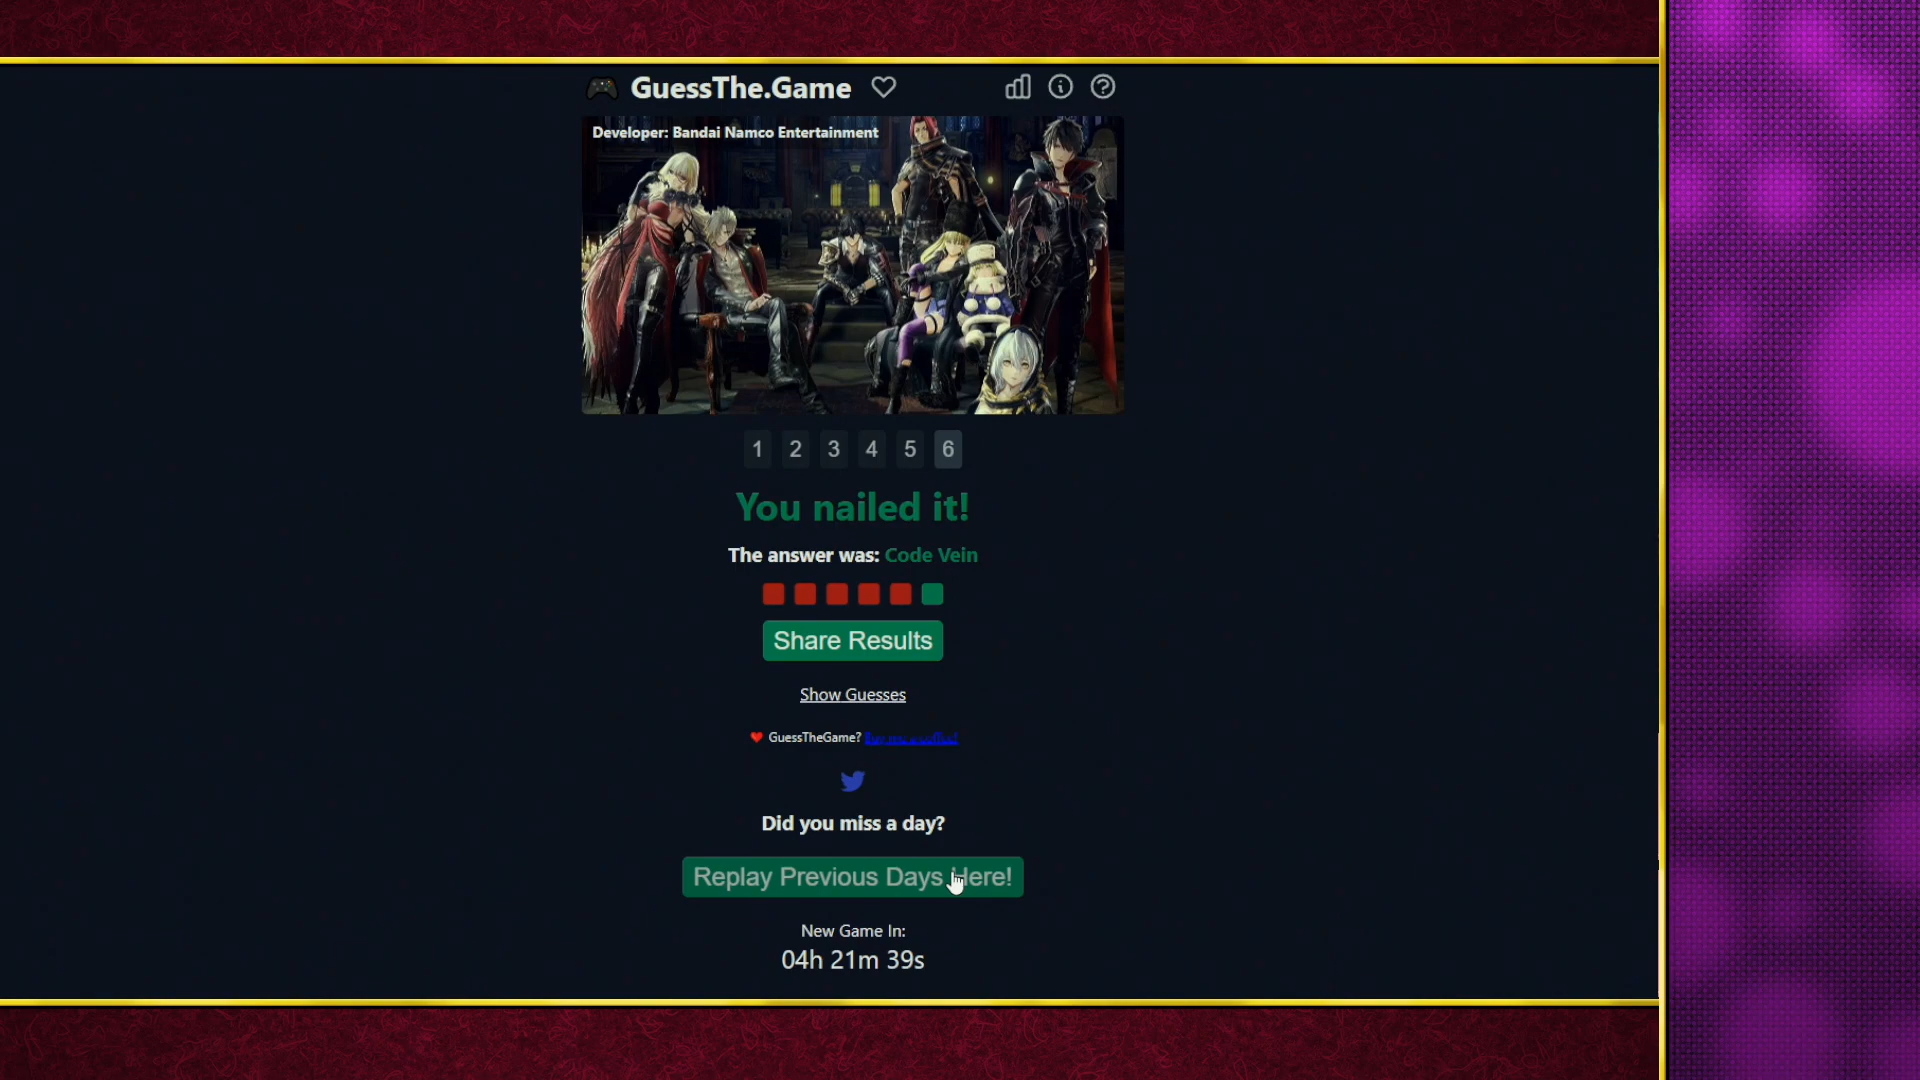 GuessThe.Game
Developer: Bandai Namco Entertainment
1 2 3 4 5 6
You nailed it!
The answer was: Code Vein
Share Results
Show Guesses
GuessTheGame?
Did you miss a day?
Replay Previous Days Here!
New Game In:
04h 21m 39s